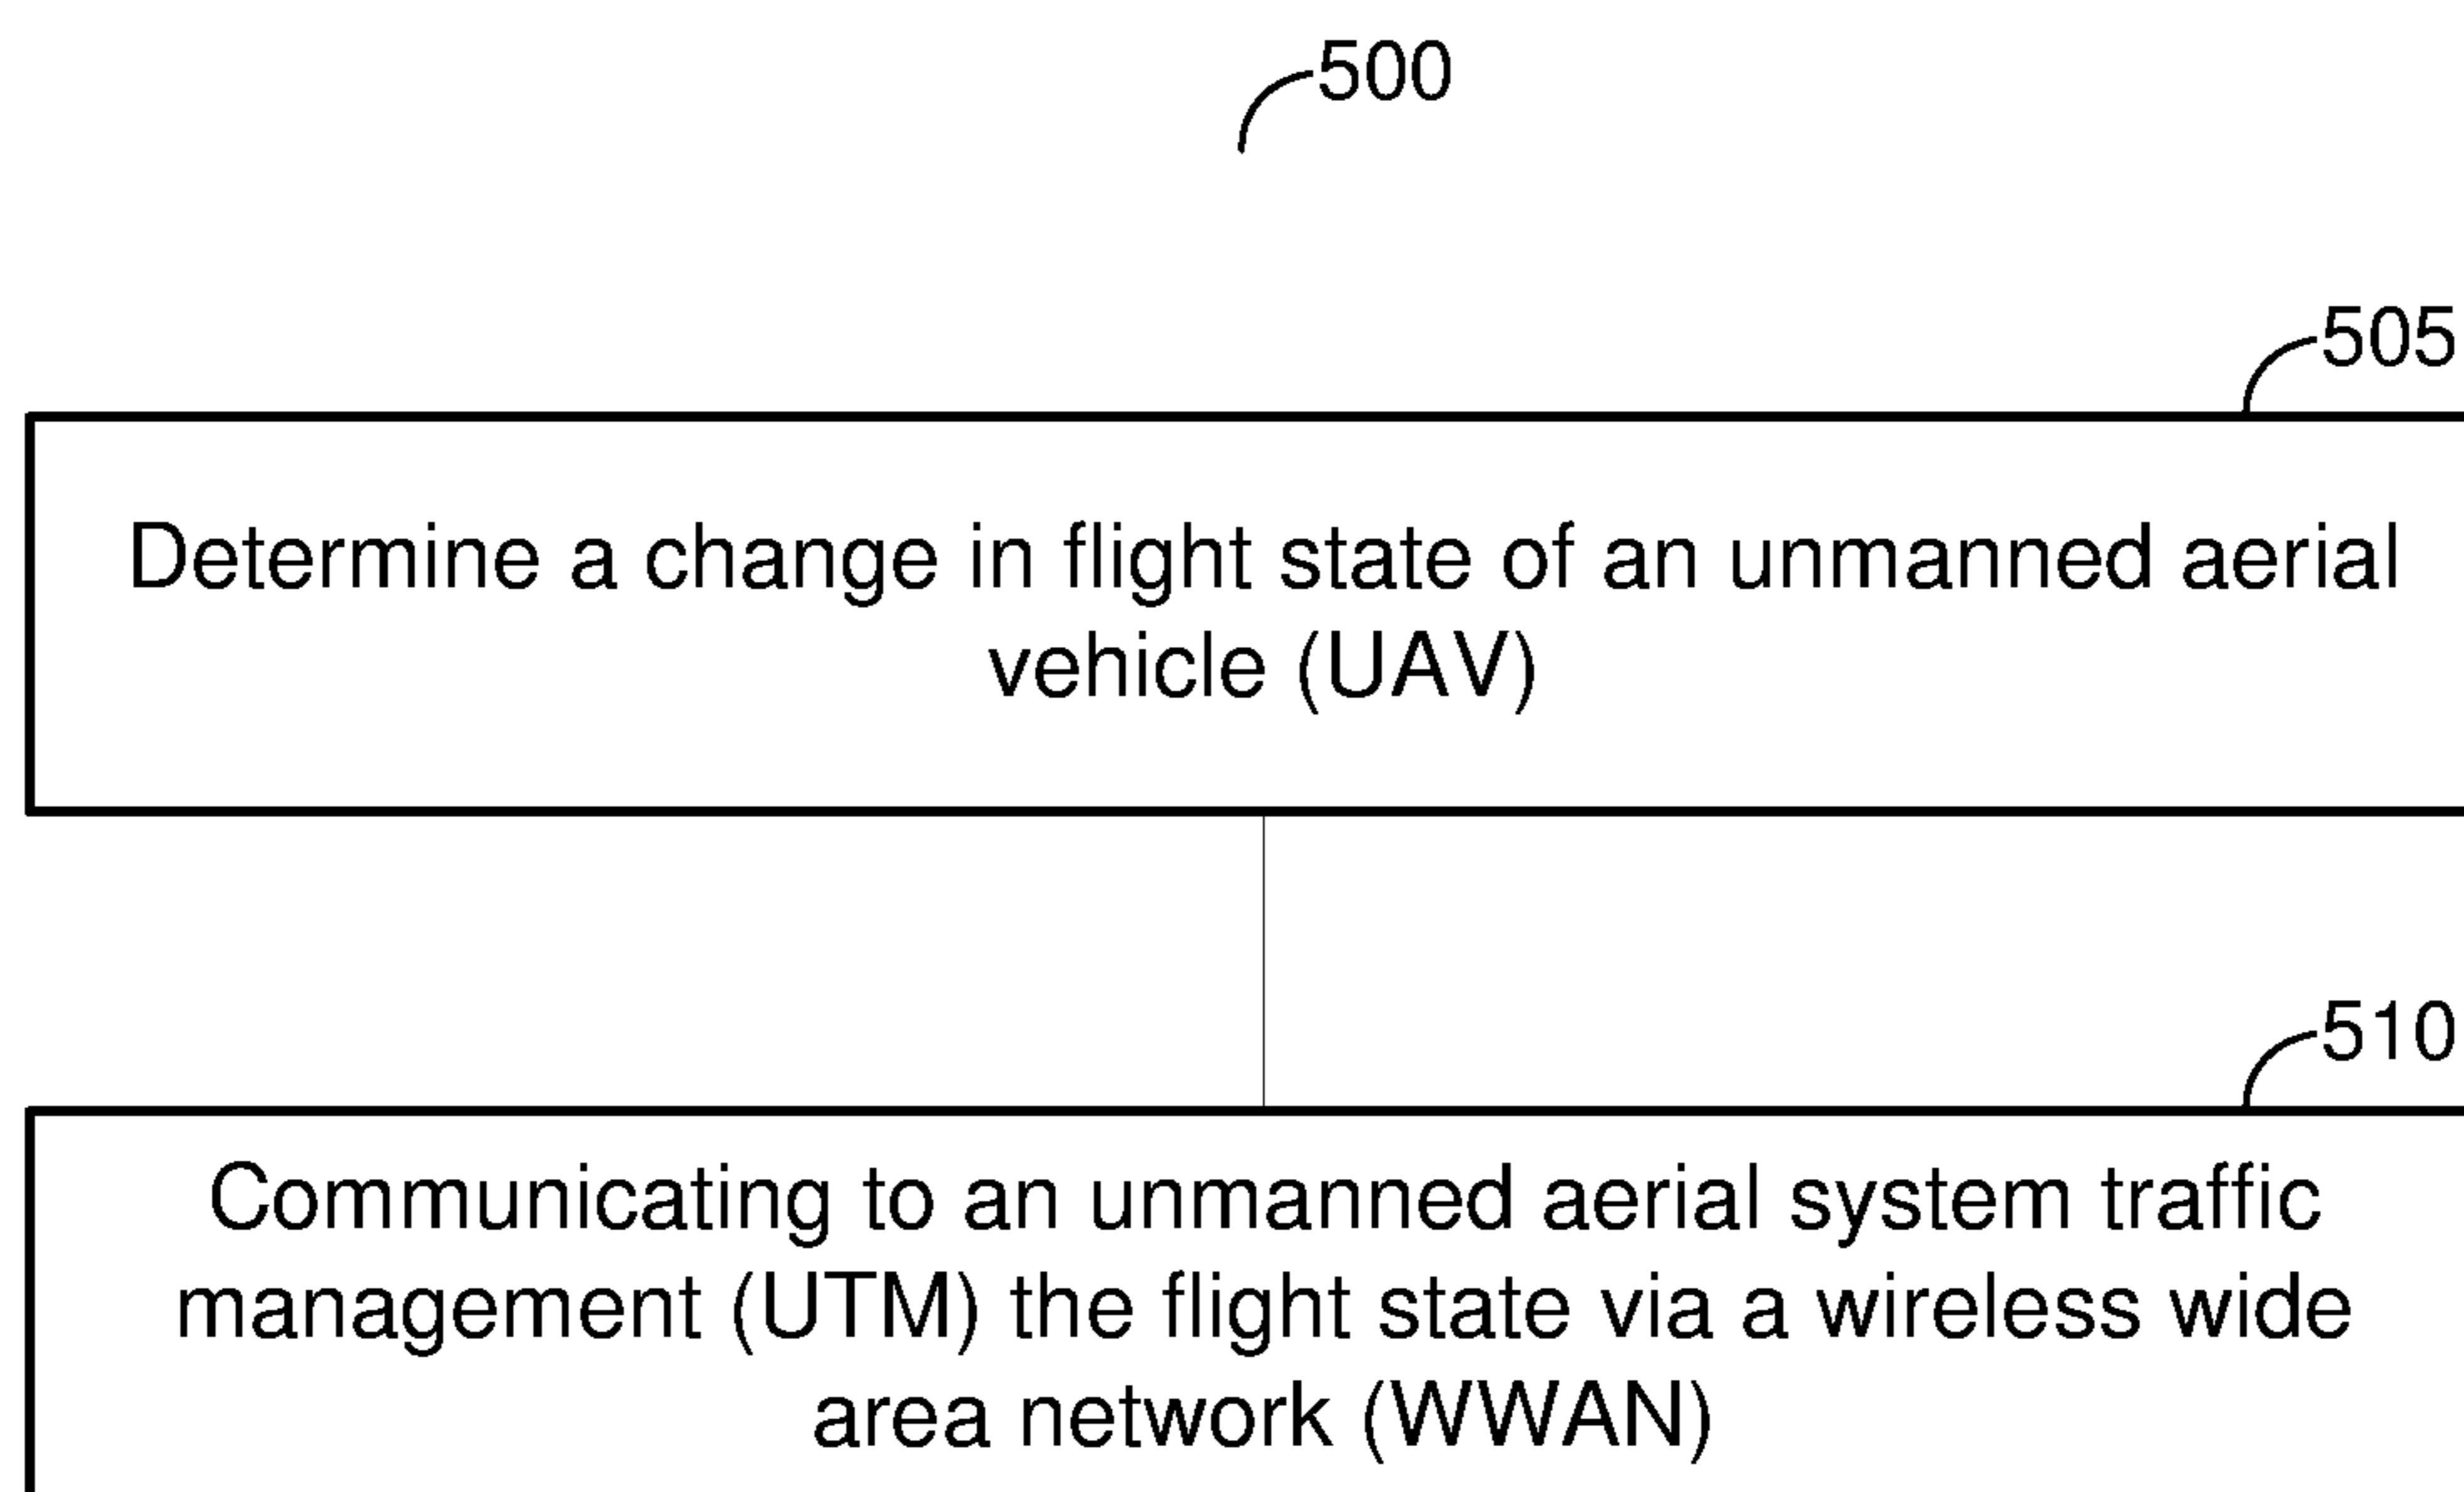 500
505
Determine a change in flight state of an unmanned aerial
vehicle (UAV)
510
Communicating to an unmanned aerial system traffic
management (UTM) the flight state via a wireless wide
area network (WWAN)